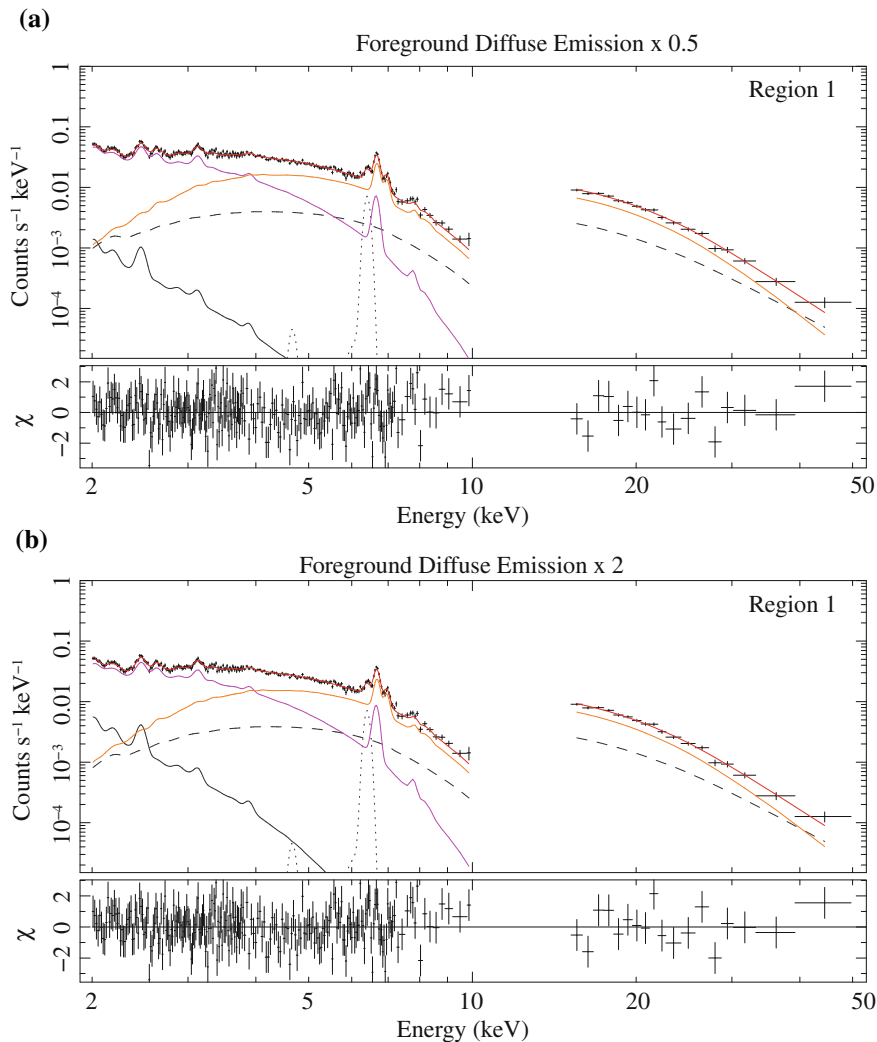 (a)
Foreground Diffuse Emission x 0.5
Region 1
1
0.1
0.01
10⁻³
10⁻⁴
Counts s⁻¹ keV⁻¹
2
0
−2
χ
2 5 10 20 50
Energy (keV)
(b)
Foreground Diffuse Emission x 2
Region 1
1
0.1
0.01
10⁻³
10⁻⁴
Counts s⁻¹ keV⁻¹
2
0
−2
χ
2 5 10 20 50
Energy (keV)